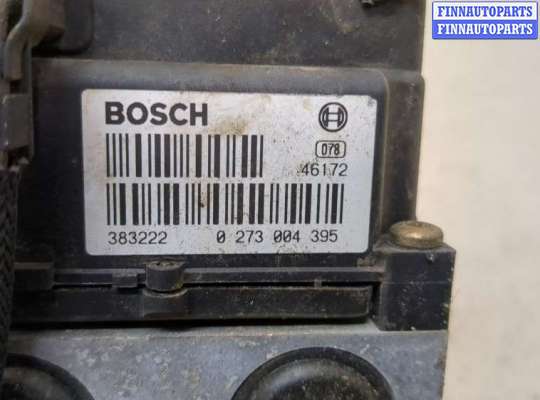 FINNAUTOPARTS
FINNAUTOPARTS
BOSCH
078
46172
383222 0 273 004 395